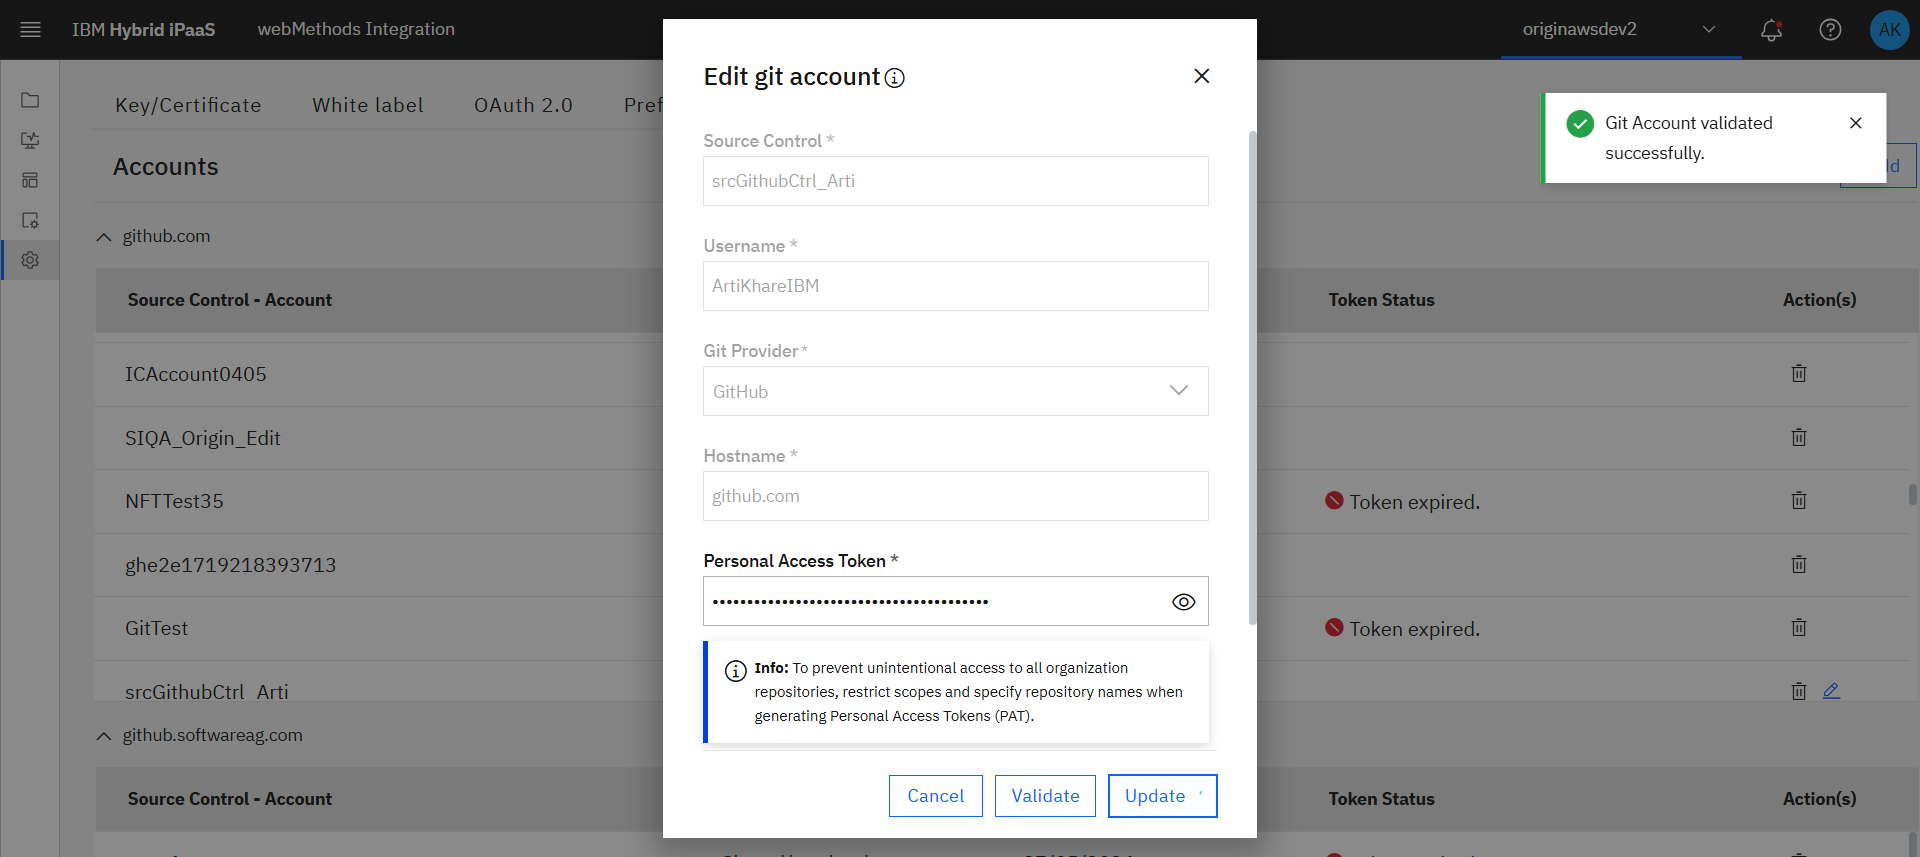 IBM Hybrid iPaaS
webMethods Integration
originawsdev2
AK
Key/Certificate
White label
OAuth 2.0
Pref
Accounts
github.com
Source Control - Account
Token Status
Action(s)
ICAccount0405
SIQA_Origin_Edit
NFTTest35
Token expired.
ghe2e1719218393713
GitTest
Token expired.
srcGithubCtrl_Arti
github.softwareag.com
Source Control - Account
Token Status
Action(s)
Edit git account
Source Control *
srcGithubCtrl_Arti
Username *
ArtiKhareIBM
Git Provider *
GitHub
Hostname *
github.com
Personal Access Token *
••••••••••••••••••••••••••••••••••••••••
Info: To prevent unintentional access to all organization
repositories, restrict scopes and specify repository names when
generating Personal Access Tokens (PAT).
Cancel
Validate
Update
Git Account validated
successfully.